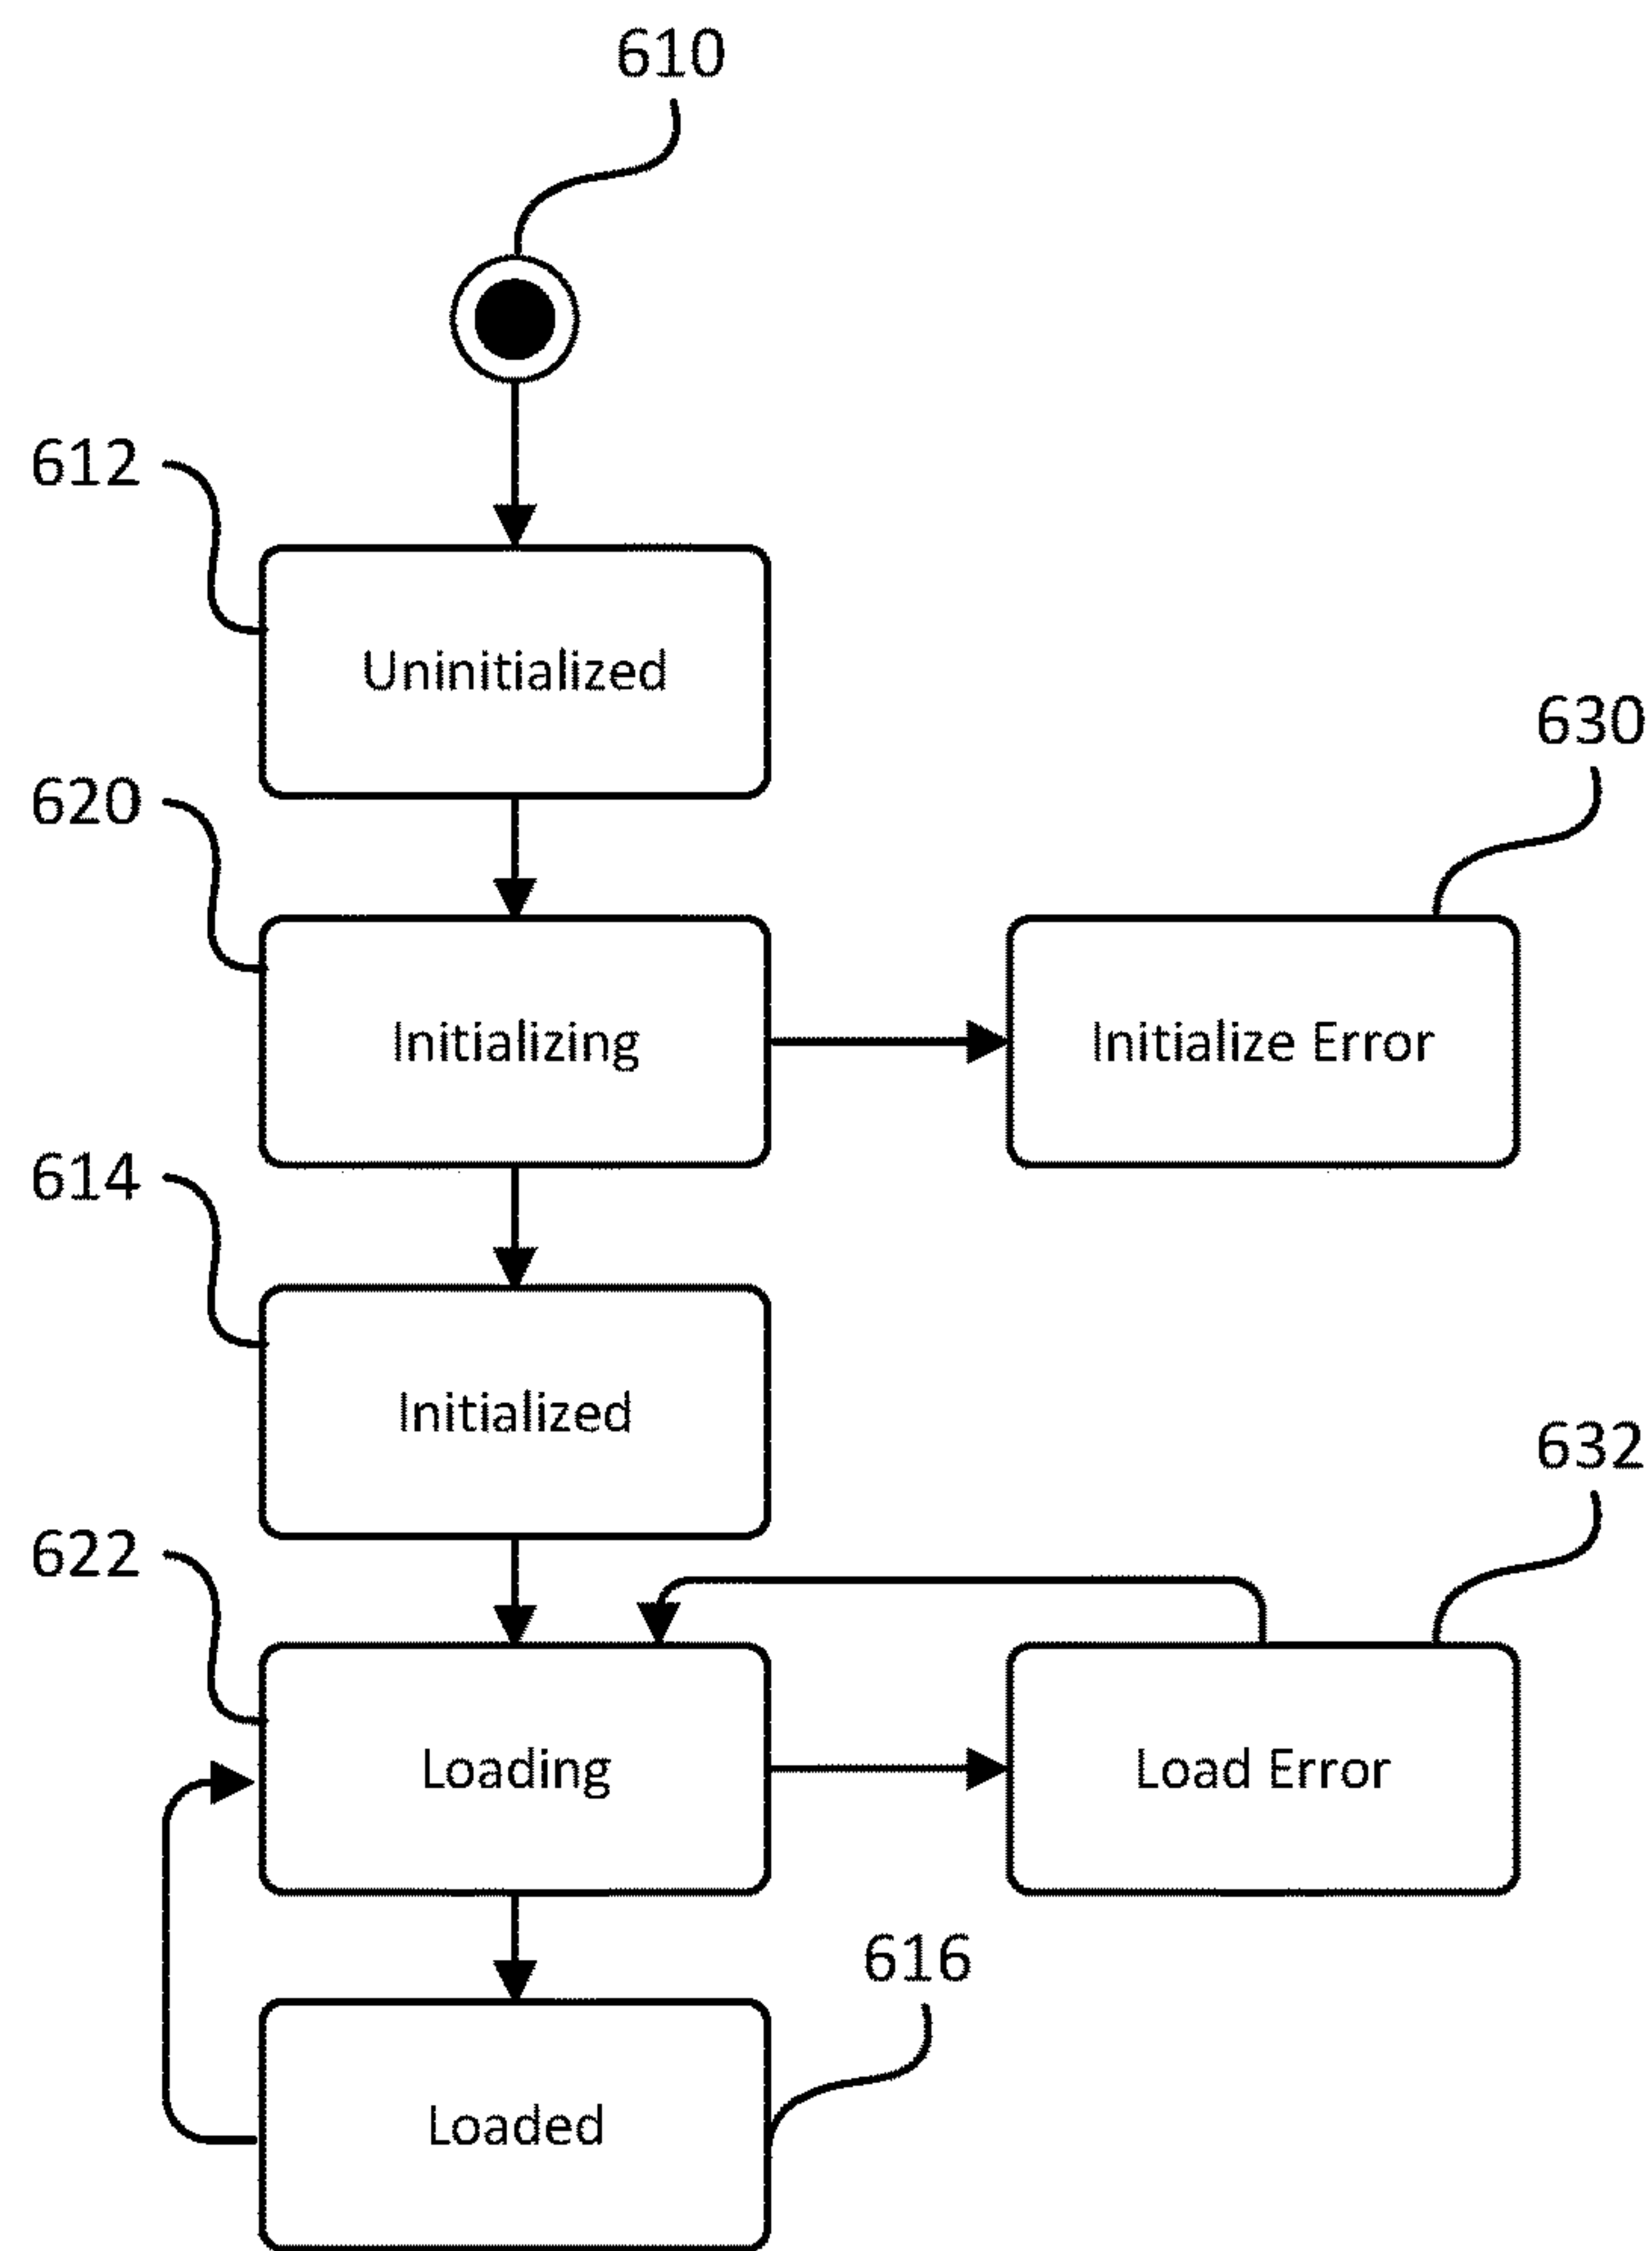 610
612
Uninitialized
630
620
Initializing
Initialize Error
614
Initialized
632
622
Loading
Load Error
616
Loaded